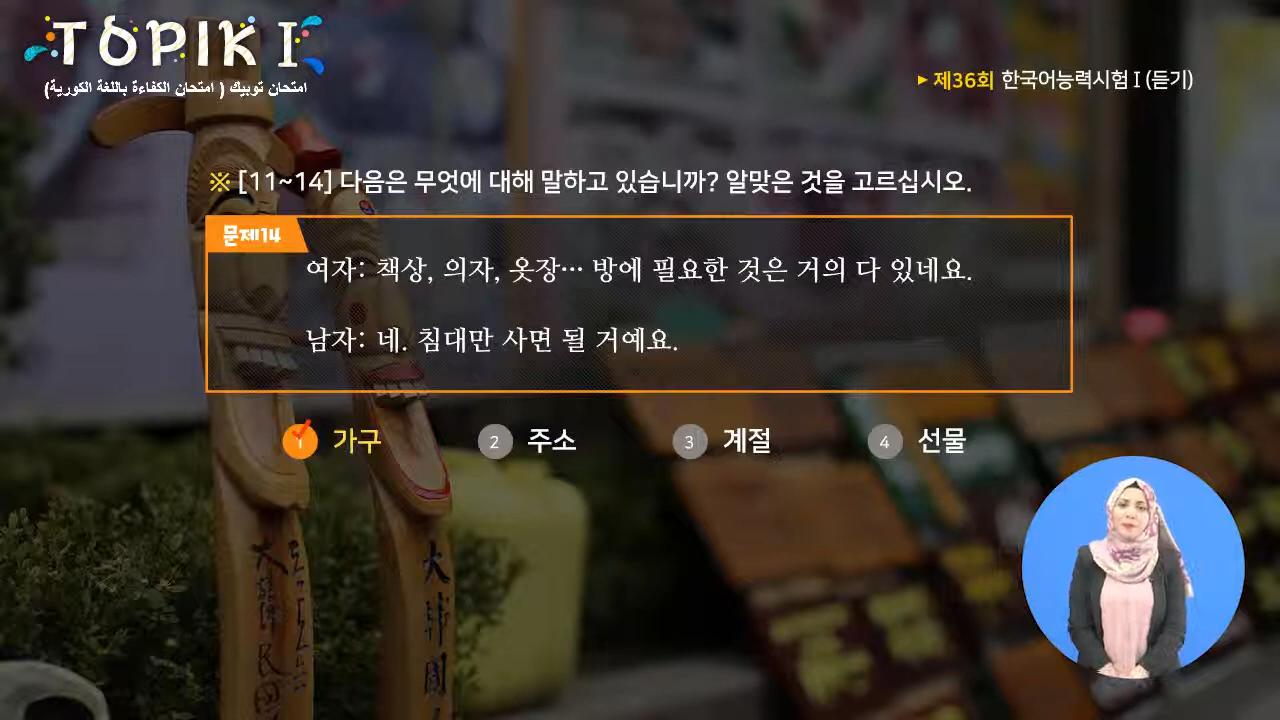 TOPIK I
امتحان توبيك ( امتحان الكفاءة باللغة الكورية)
▶ 제36회 한국어능력시험 I (듣기)
※ [11~14] 다음은 무엇에 대해 말하고 있습니까? 알맞은 것을 고르십시오.
문제14
여자: 책상, 의자, 옷장… 방에 필요한 것은 거의 다 있네요.
남자: 네. 침대만 사면 될 거예요.
1 가구 2 주소 3 계절 4 선물